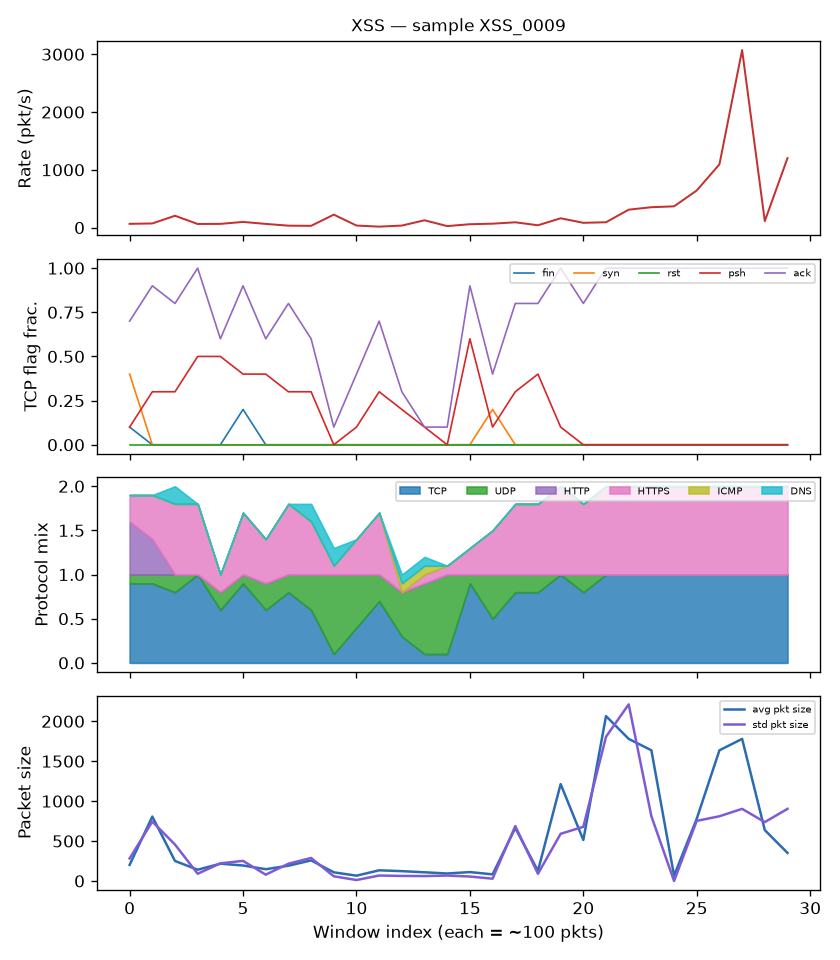 XSS — sample XSS_0009
Rate (pkt/s)
3000
2000
1000
0
TCP flag frac.
1.00
0.75
0.50
0.25
0.00
fin syn rst psh ack
Protocol mix
2.0
1.5
1.0
0.5
0.0
TCP UDP HTTP HTTPS ICMP DNS
Packet size
2000
1500
1000
500
0
avg pkt size
std pkt size
0 5 10 15 20 25 30
Window index (each = ~100 pkts)